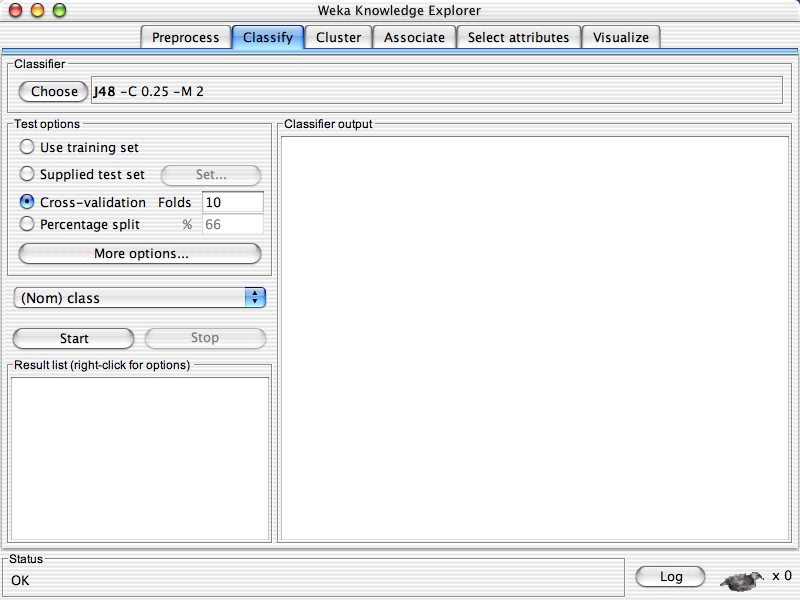 Weka Knowledge Explorer
Preprocess Classify Cluster Associate Select attributes Visualize
Classifier
Choose J48 -C 0.25 -M 2
Test options
Use training set
Supplied test set Set...
Cross-validation Folds 10
Percentage split % 66
More options...
(Nom) class
Start Stop
Result list (right-click for options)
Classifier output
Status
OK
Log x 0